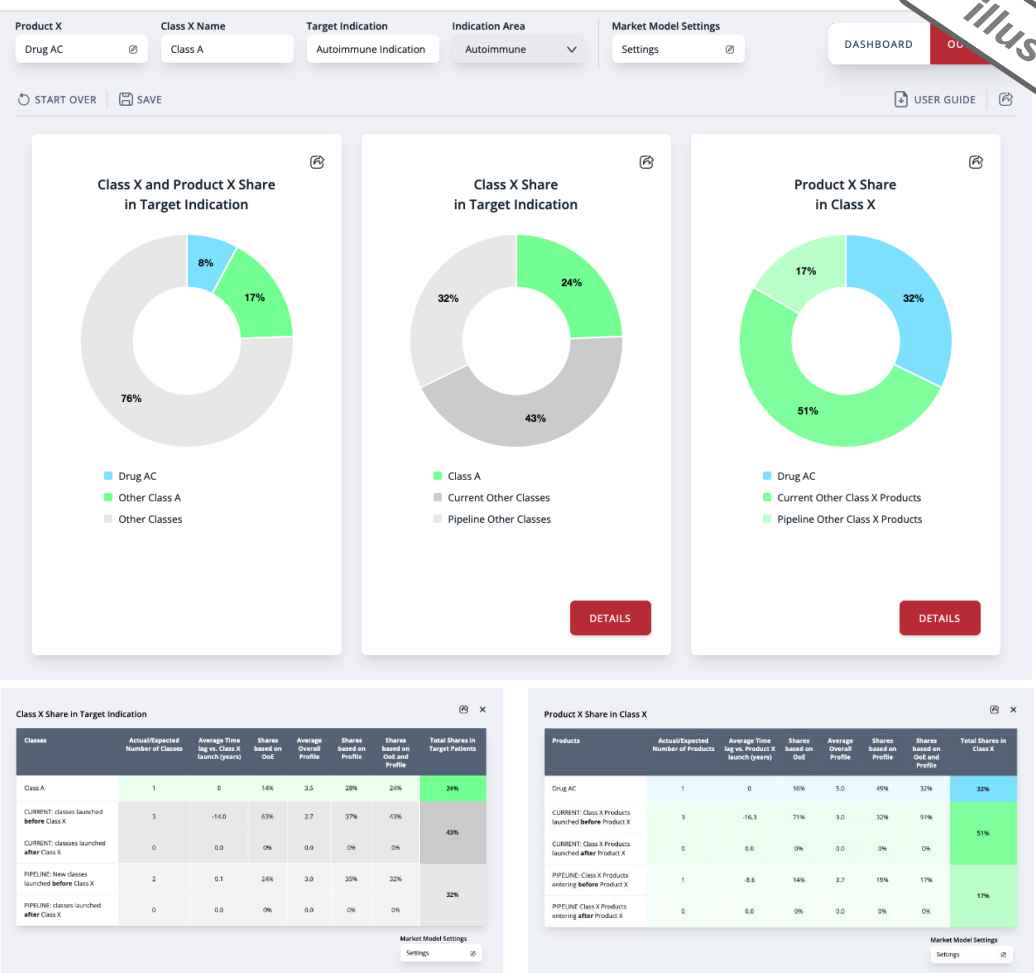 Product X Class X Name Target Indication Indication Area Market Model Settings
Drug AC Class A Autoimmune Indication Autoimmune Settings DASHBOARD OU
illus
START OVER SAVE USER GUIDE
Class X and Product X Share
in Target Indication
8%
17%
76%
Drug AC
Other Class A
Other Classes
Class X Share
in Target Indication
24%
32%
43%
Class A
Current Other Classes
Pipeline Other Classes
DETAILS
Product X Share
in Class X
17%
32%
51%
Drug AC
Current Other Class X Products
Pipeline Other Class X Products
DETAILS
Class X Share in Target Indication
Classes Actual/Expected Number of Classes Average Time lag vs. Class X launch (years) Shares based on OoE Average Overall Profile Shares based on Profile Shares based on OoE and Profile Total Shares in Target Patients
Class A 1 0 14% 3.5 28% 24% 24%
CURRENT: classes launched
before Class X 3 -14.0 63% 2.7 37% 43%
43%
CURRENT: classses launched
after Class X 0 0.0 0% 0.0 0% 0%
PIPELINE: New classes
launched before Class X 2 0.1 24% 3.0 35% 32%
32%
PIPELINE: classes launched
after Class X 0 0.0 0% 0.0 0% 0%
Market Model Settings
Settings
Product X Share in Class X
Products Actual/Expected Number of Products Average Time lag vs. Product X launch (years) Shares based on OoE Average Overall Profile Shares based on Profile Shares based on OoE and Profile Total Shares in Class X
Drug AC 1 0 16% 5.0 49% 32% 32%
CURRENT: Class X Products
launched before Product X 3 -16.3 71% 3.0 32% 51%
51%
CURRENT: Class X Products
launched after Product X 0 0.0 0% 0.0 0% 0%
PIPELINE: Class X Products
entering before Product X 1 -8.6 14% 3.7 19% 17%
17%
PIPELINE Class X Products
entering after Product X 0 0.0 0% 0.0 0% 0%
Market Model Settings
Settings